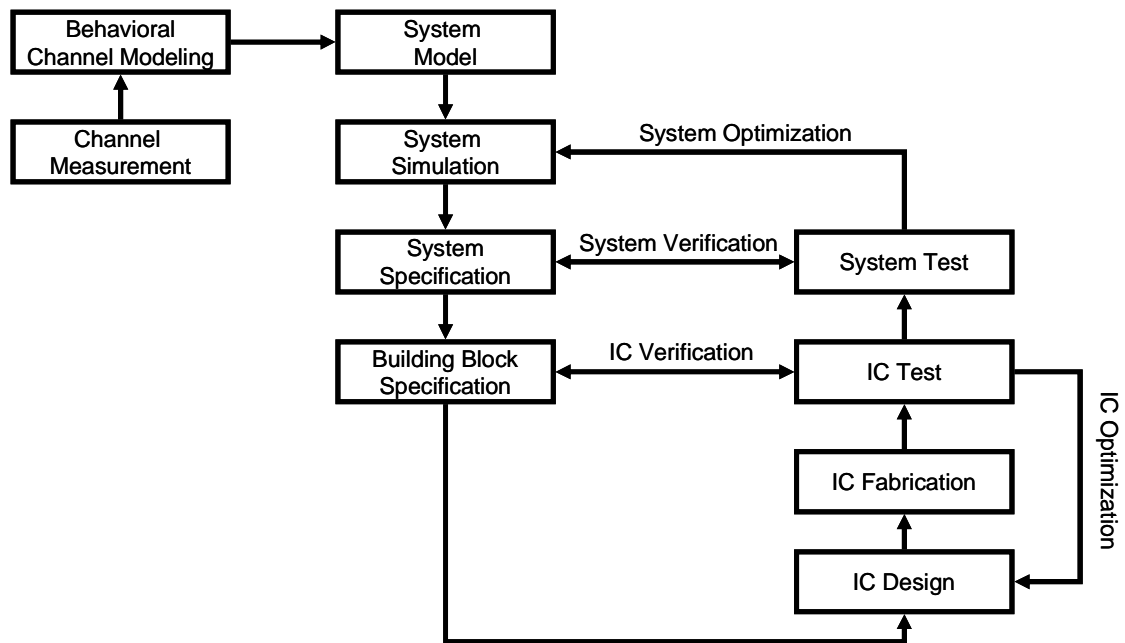 Behavioral
Channel Modeling
System
Model
Channel
Measurement
System
Simulation
System Optimization
System
Specification
System Verification
System Test
Building Block
Specification
IC Verification
IC Test
IC Optimization
IC Fabrication
IC Design